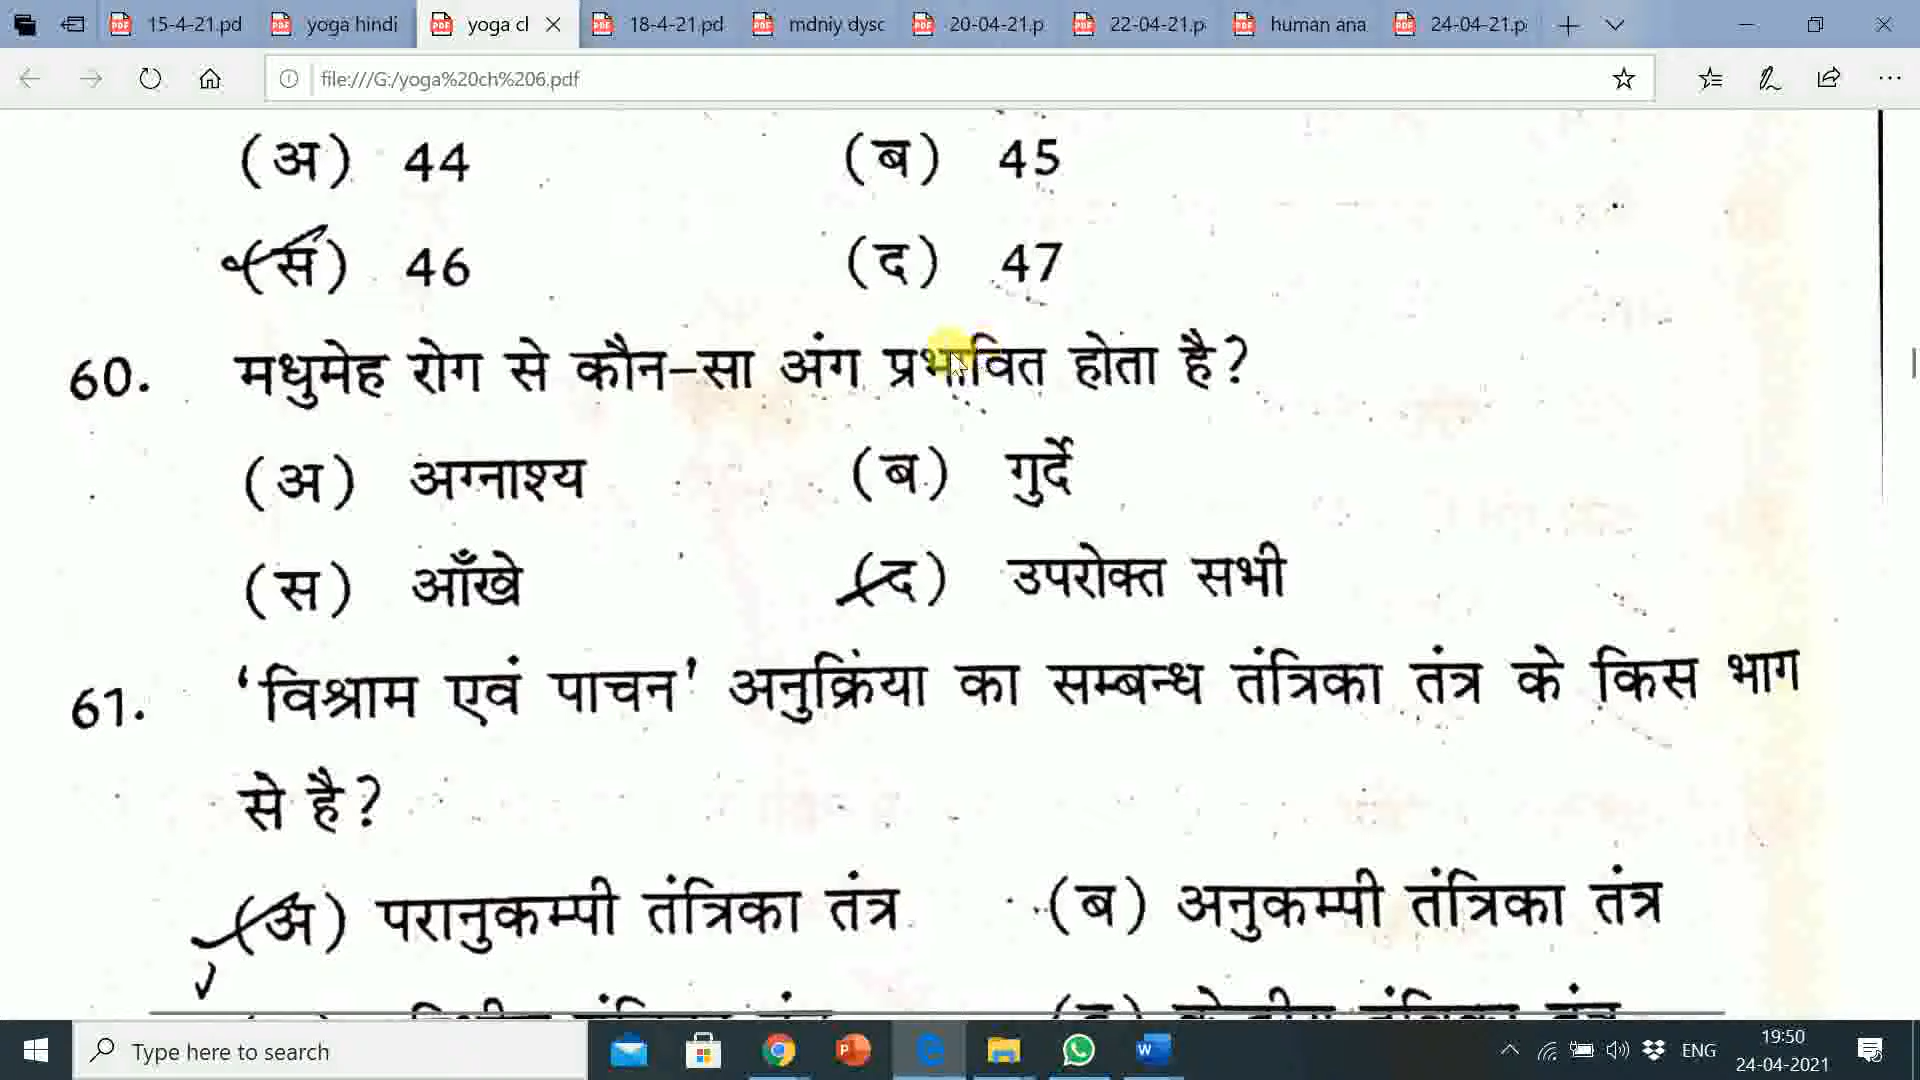 15-4-21.pd
yoga hindi
yoga cl
18-4-21.pd
mdniy dysc
20-04-21.p
22-04-21.p
human ana
24-04-21.p
file:///G:/yoga%20ch%206.pdf
(अ) 44 (ब) 45
(स) 46 (द) 47
60. मधुमेह रोग से कौन-सा अंग प्रभावित होता है?
(अ) अग्नाश्य (ब) गुर्दे
(स) आँखे (द) उपरोक्त सभी
61. 'विश्राम एवं पाचन' अनुक्रिंया का सम्बन्ध तंत्रिका तंत्र के किस भाग
से है?
(अ) परानुकम्पी तंत्रिका तंत्र (ब) अनुकम्पी तंत्रिका तंत्र
Type here to search
ENG
19:50
24-04-2021